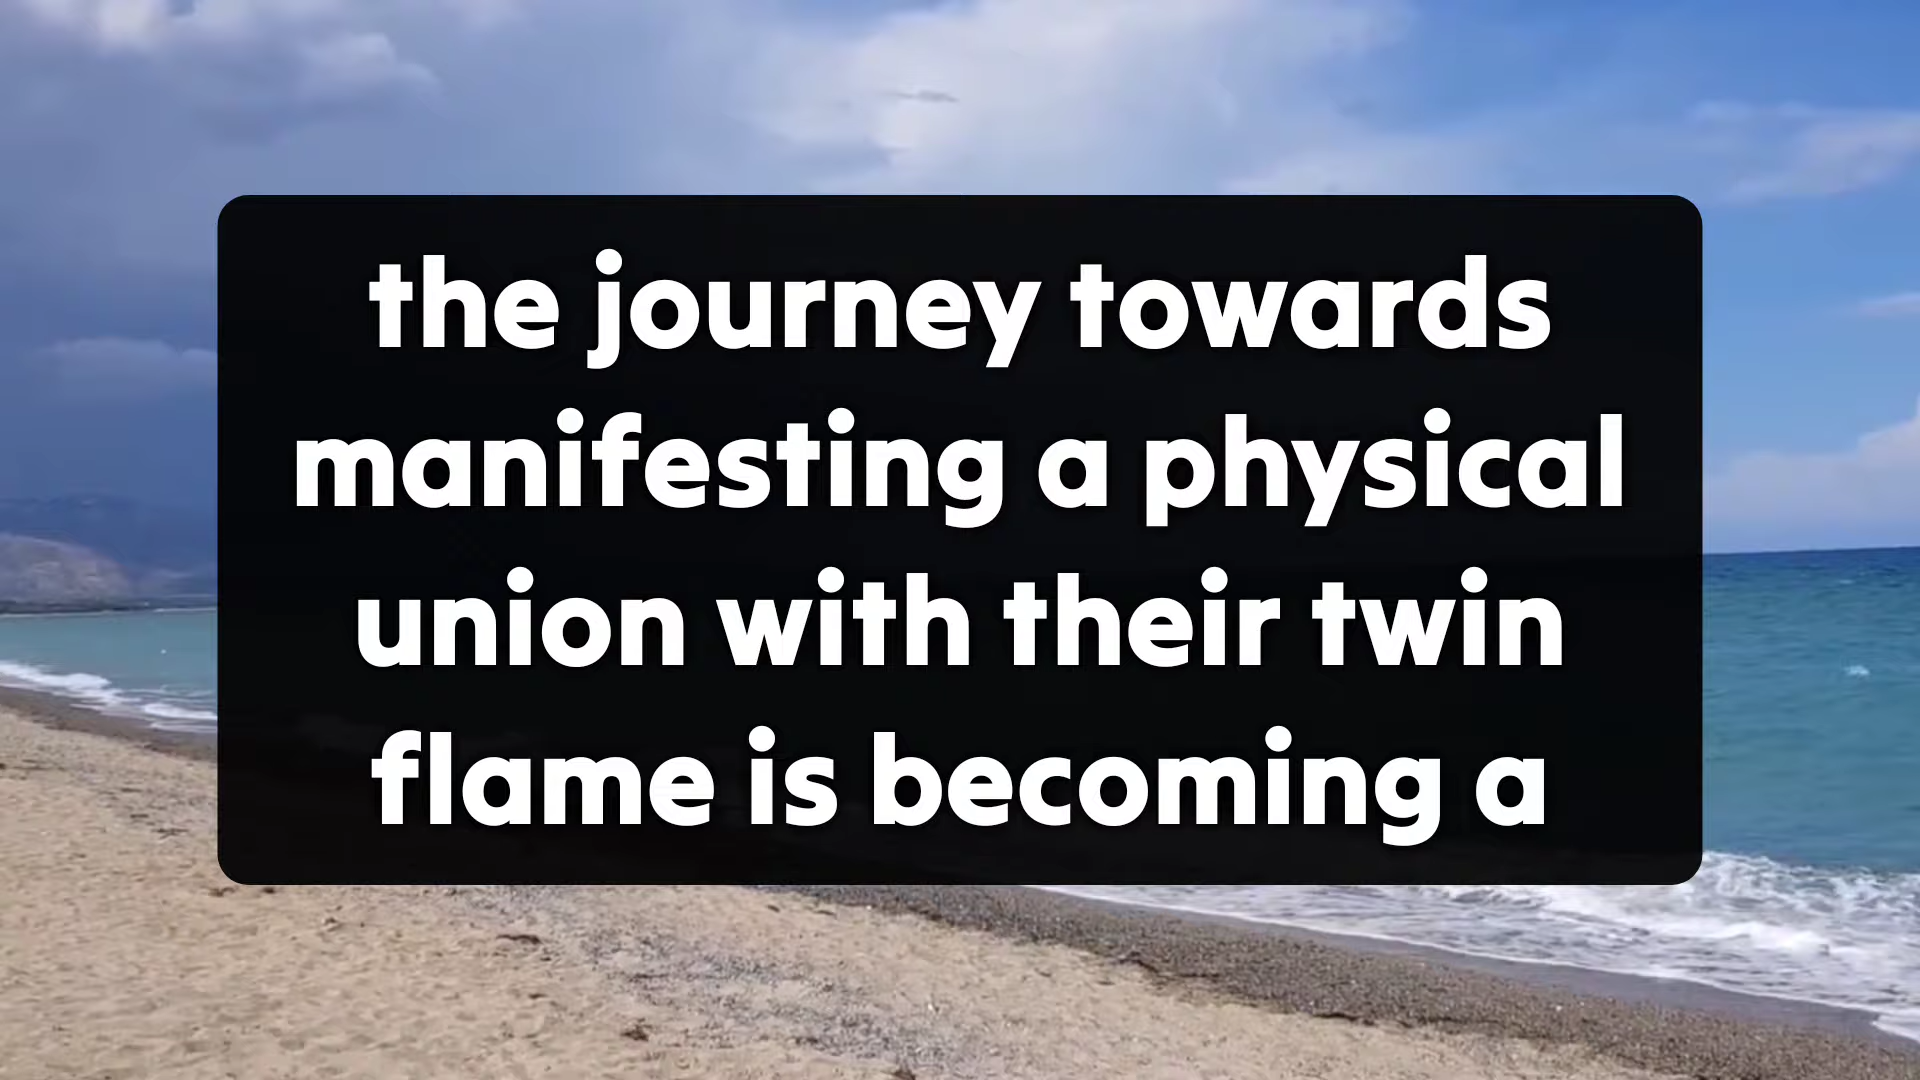 the journey towards
manifesting a physical
union with their twin
flame is becoming a